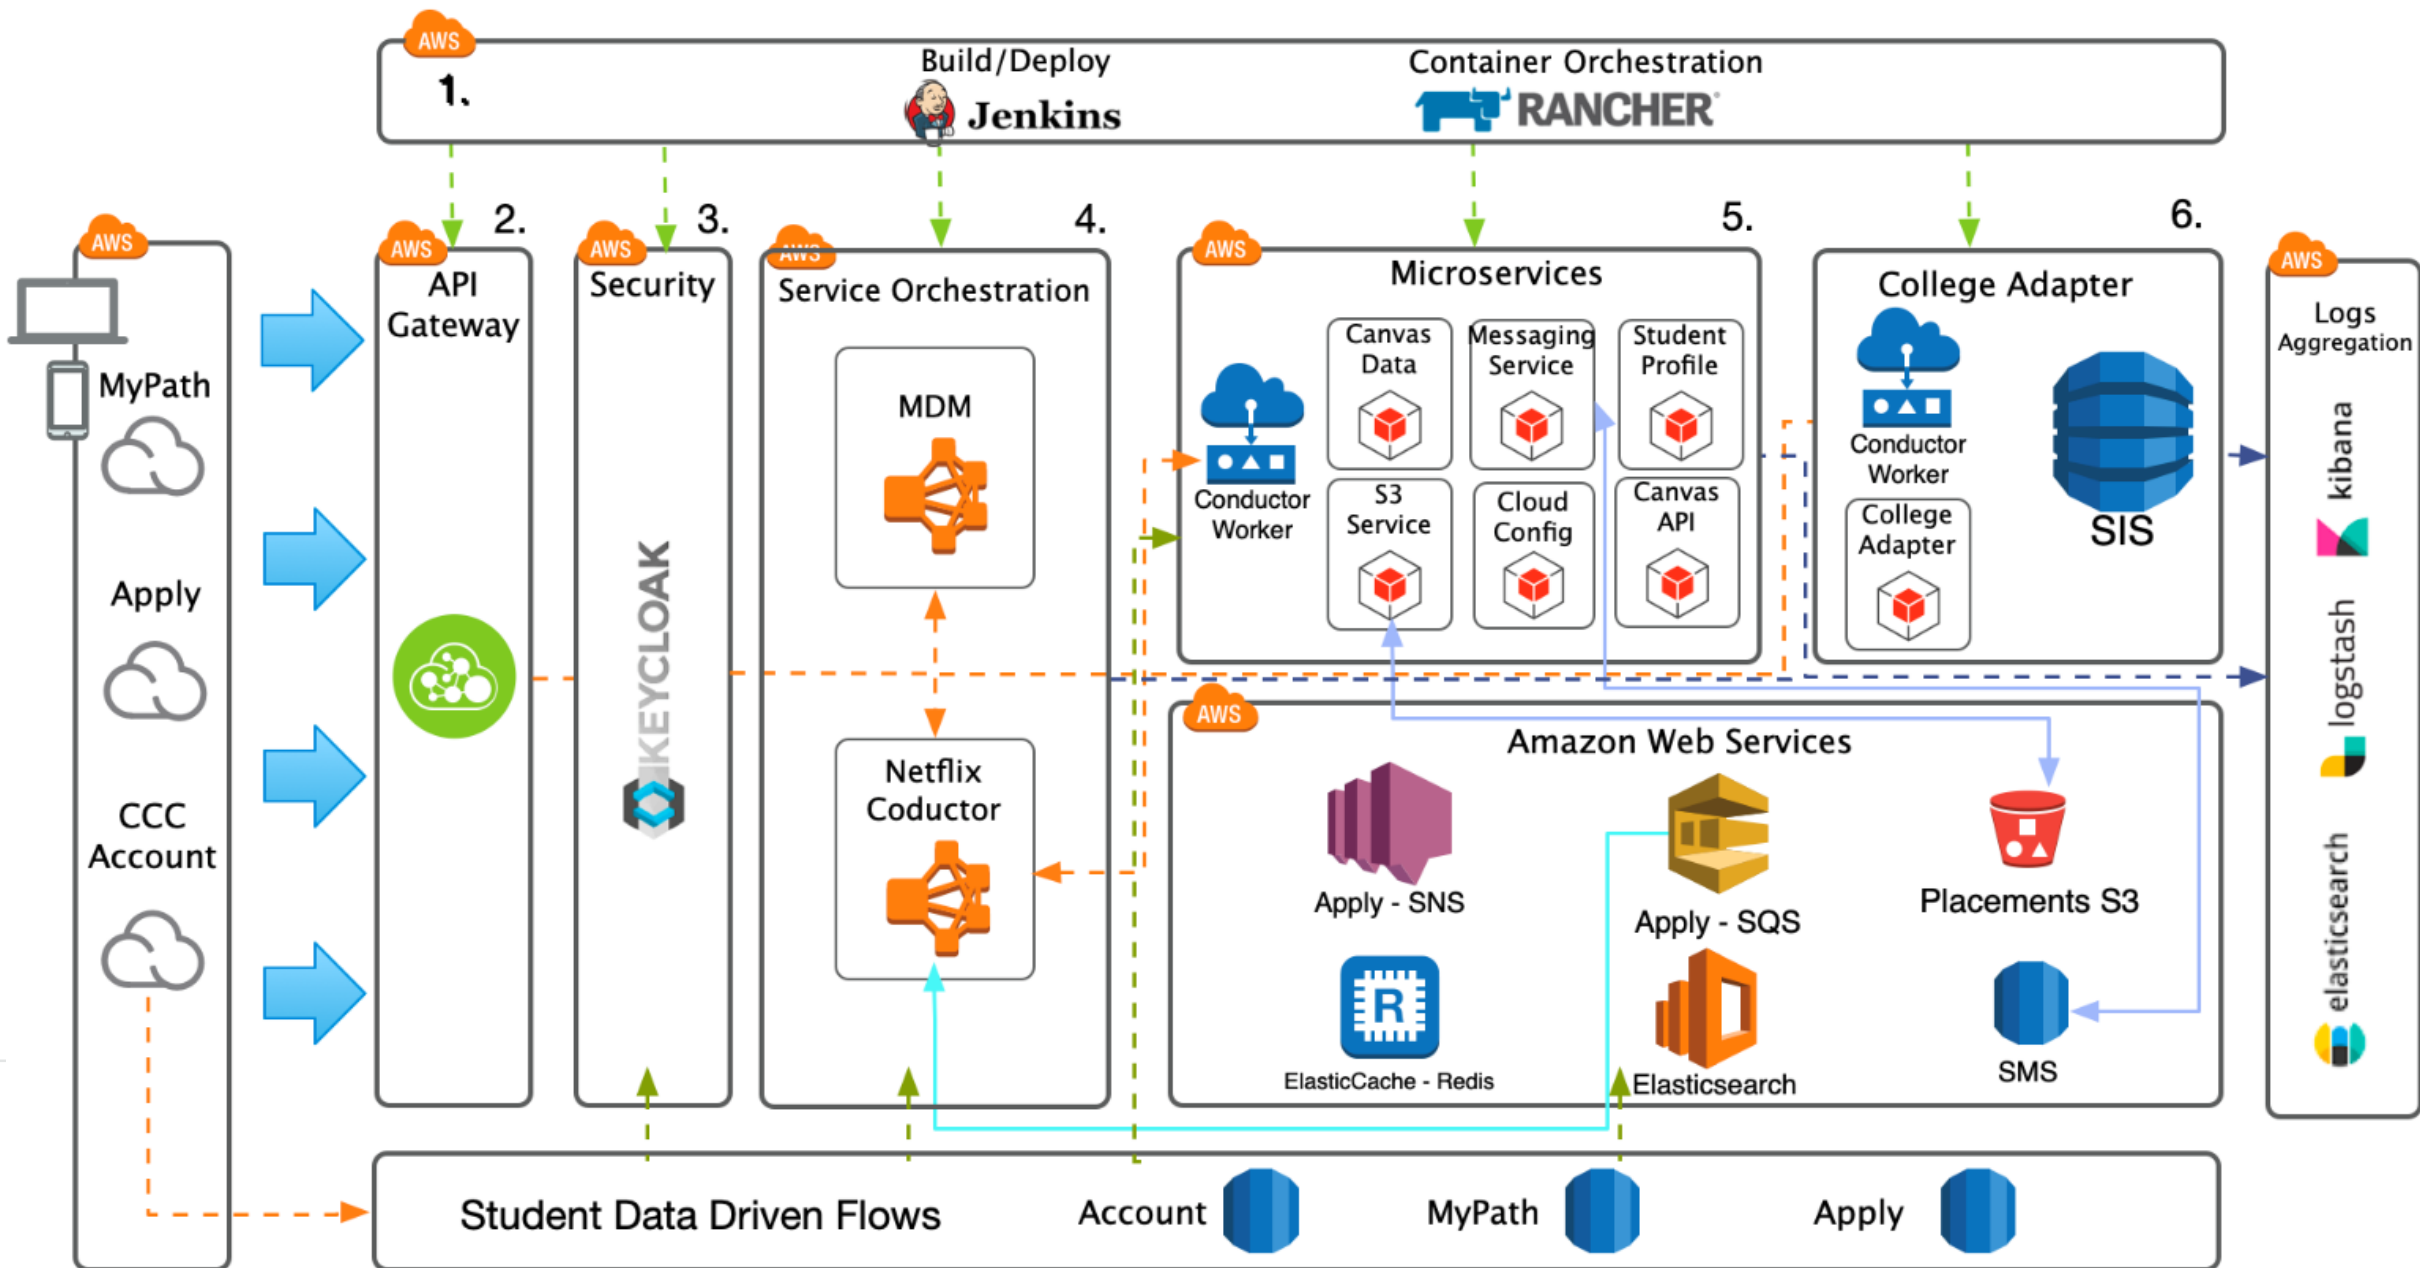 AWS
1.
Build/Deploy
Jenkins
Container Orchestration
RANCHER
AWS
MyPath
Apply
CCC
Account
AWS
2.
API
Gateway
AWS
3.
Security
KEYCLOAK
AWS
4.
Service Orchestration
MDM
Netflix
Coductor
AWS
5.
Microservices
Conductor
Worker
Canvas
Data
Messaging
Service
Student
Profile
S3
Service
Cloud
Config
Canvas
API
6.
College Adapter
Conductor
Worker
College
Adapter
SIS
AWS
Amazon Web Services
Apply - SNS
Apply - SQS
Placements S3
R
ElasticCache - Redis
Elasticsearch
SMS
AWS
Logs
Aggregation
kibana
logstash
elasticsearch
Student Data Driven Flows
Account
MyPath
Apply